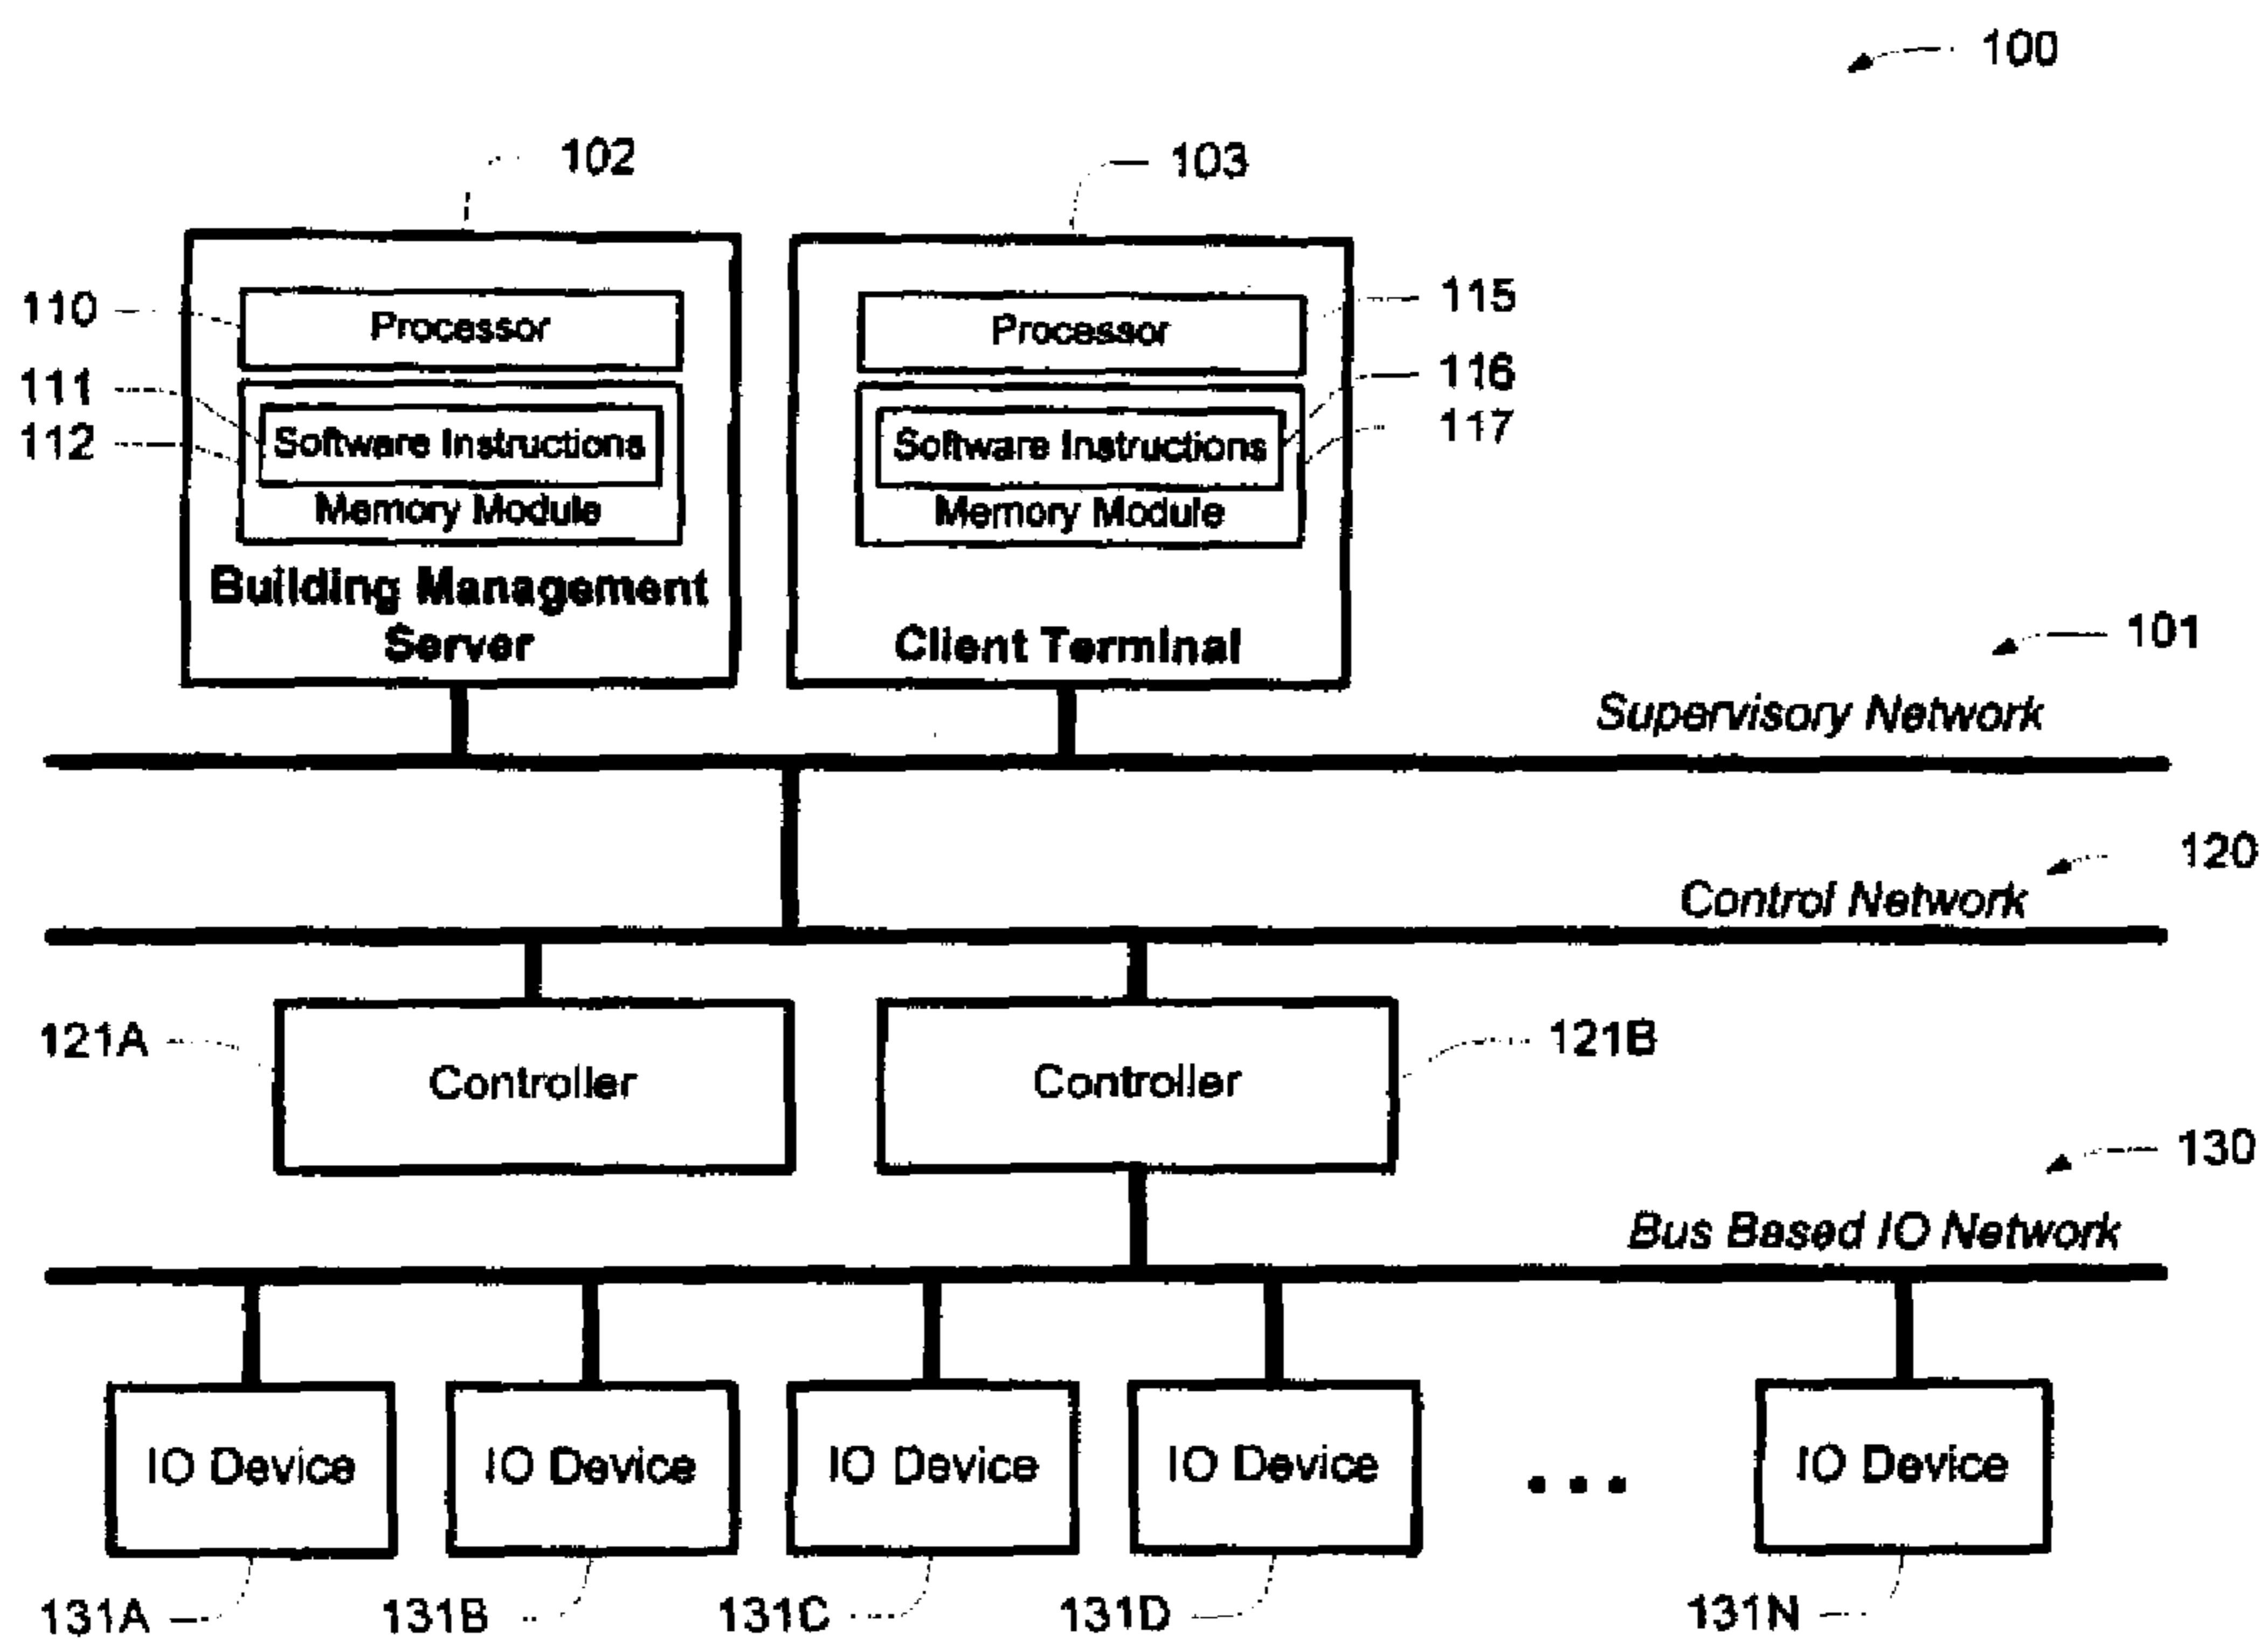 100
102
103
110
Processor
Processor
115
111
116
112
Software Instructions
Software Instructions
117
Memory Module
Memory Module
Building Management
Server
Client Terminal
101
Supervisory Network
120
Control Network
121A
Controller
Controller
121B
130
Bus Based IO Network
IO Device
IO Device
IO Device
IO Device
...
IO Device
131A
131B
131C
131D
131N